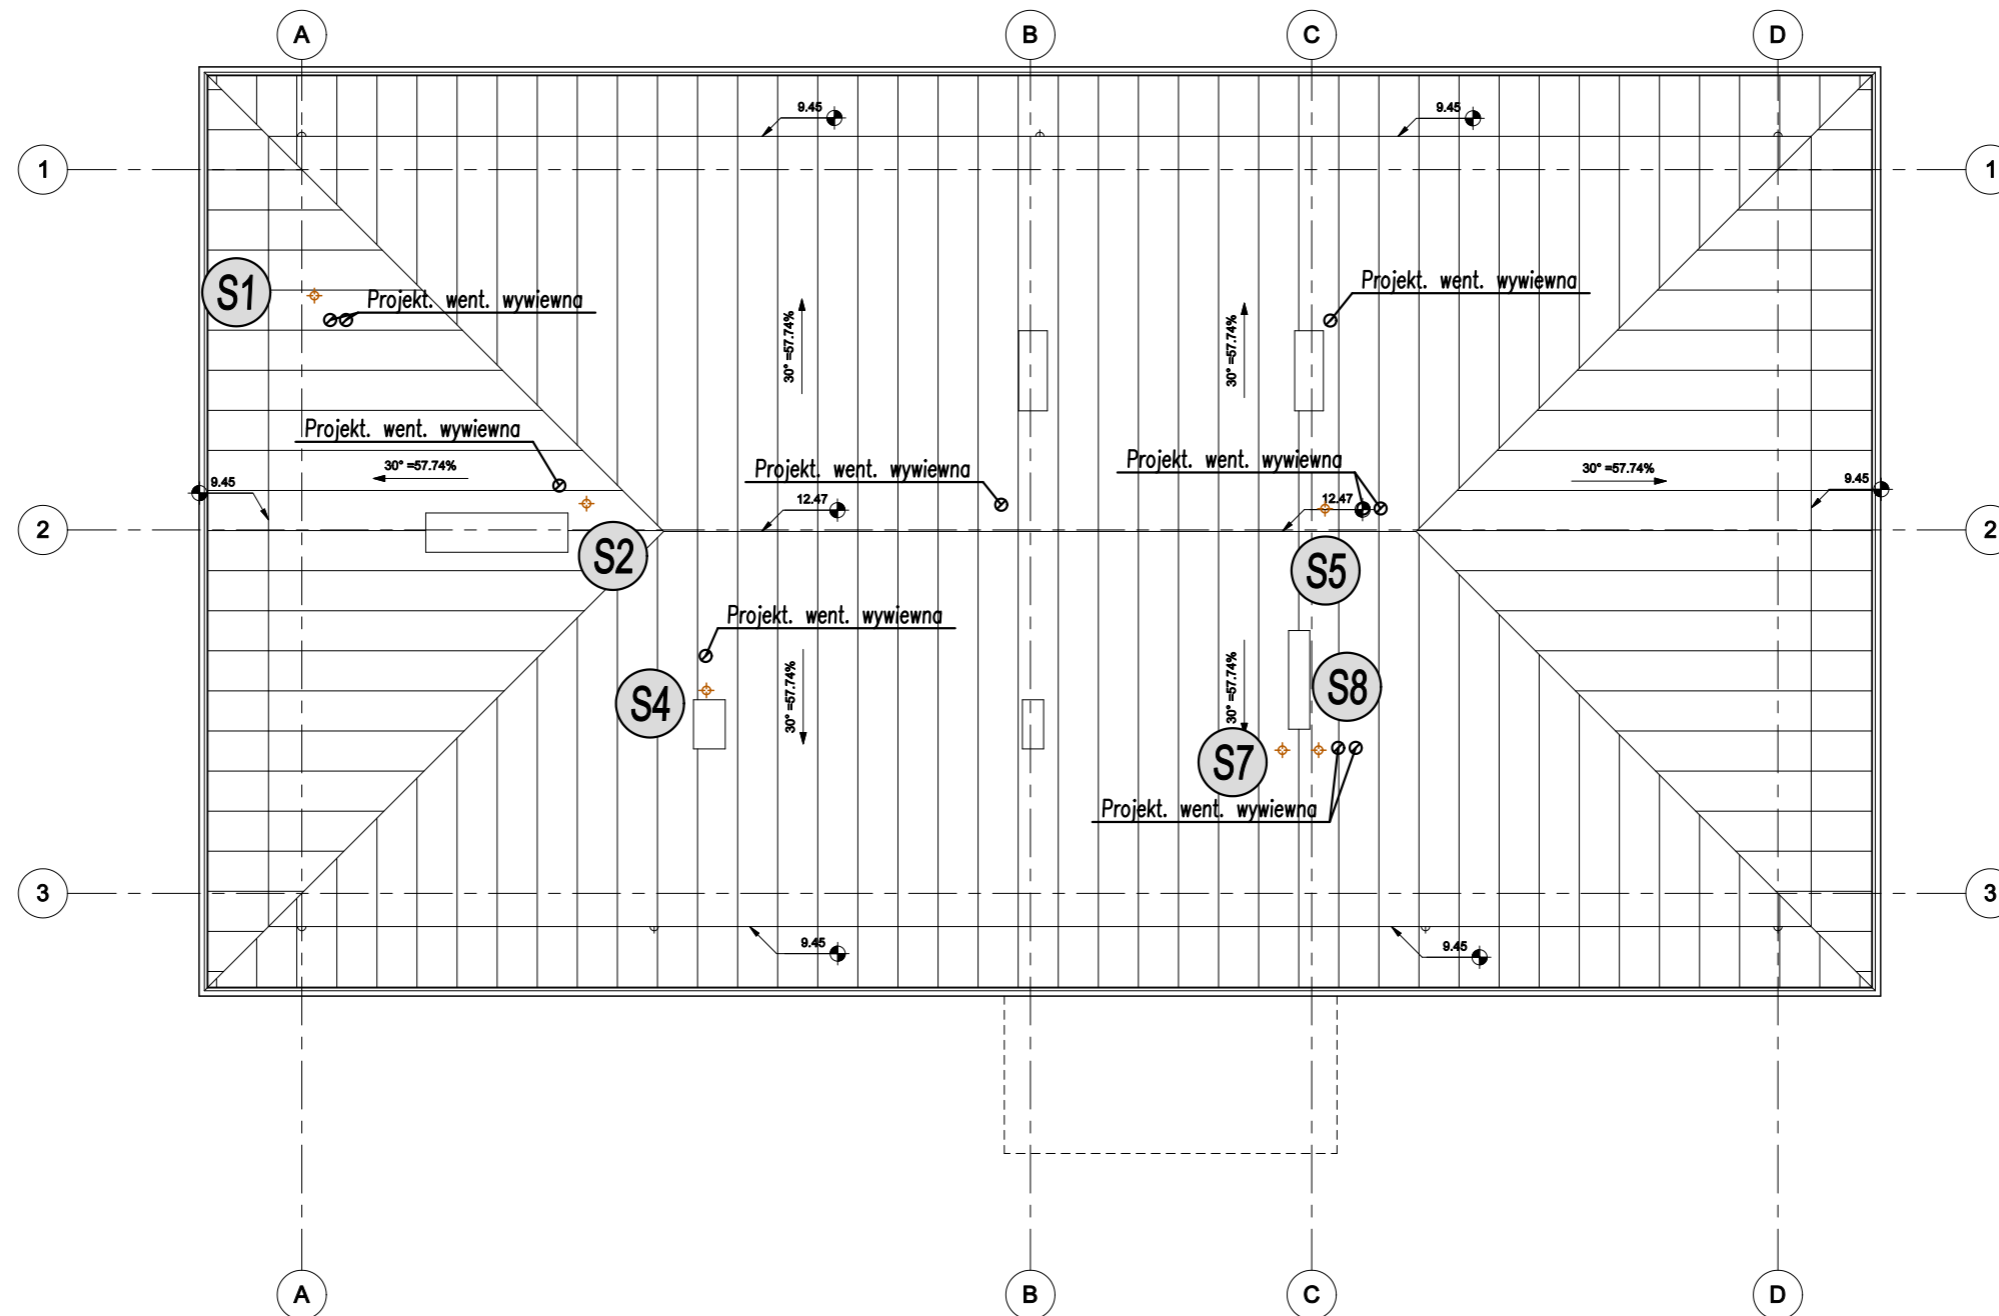 A B C D
9.45 9.45
1 1
S1
Projekt. went. wywiewna
Projekt. went. wywiewna
30° =57.74%
30° =57.74%
Projekt. went. wywiewna
30° =57.74%
9.45
Projekt. went. wywiewna
12.47
Projekt. went. wywiewna
12.47
30° =57.74%
9.45
2 2
S2
S5
Projekt. went. wywiewna
S4
30° =57.74%
30° =57.74%
S8
S7
Projekt. went. wywiewna
3 3
9.45 9.45
A B C D